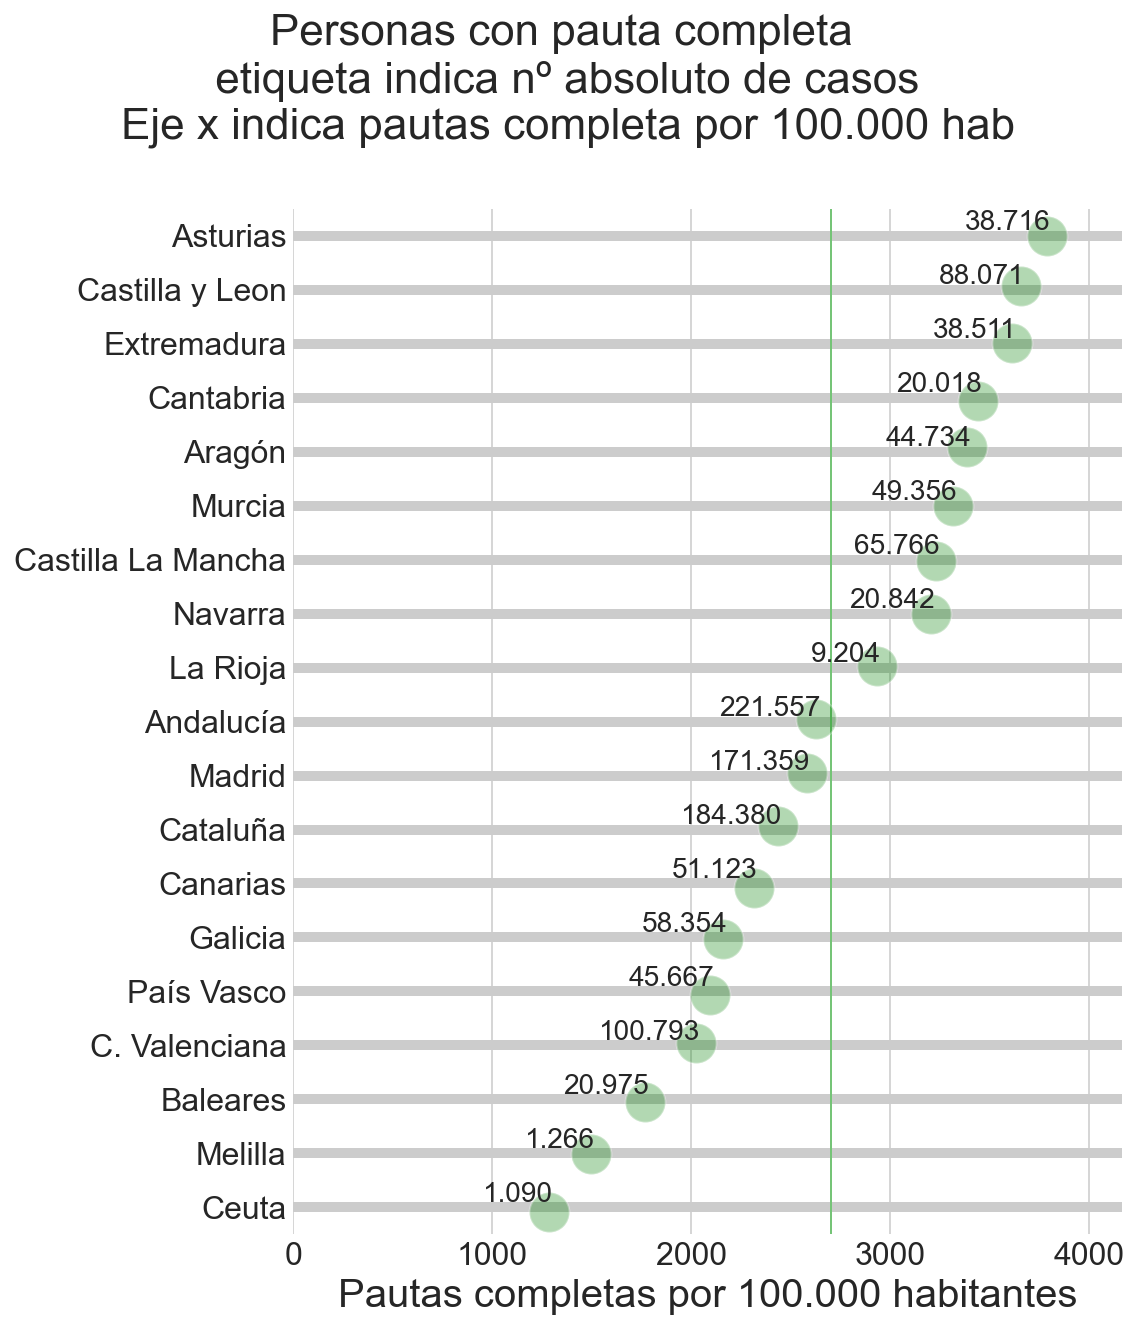 Personas con pauta completa
etiqueta indica nº absoluto de casos
Eje x indica pautas completa por 100.000 hab
Asturias 38.716
Castilla y Leon 88.071
Extremadura 38.511
Cantabria 20.018
Aragón 44.734
Murcia 49.356
Castilla La Mancha 65.766
Navarra 20.842
La Rioja 9.204
Andalucía 221.557
Madrid 171.359
Cataluña 184.380
Canarias 51.123
Galicia 58.354
País Vasco 45.667
C. Valenciana 100.793
Baleares 20.975
Melilla 1.266
Ceuta 1.090
0 1000 2000 3000 4000
Pautas completas por 100.000 habitantes